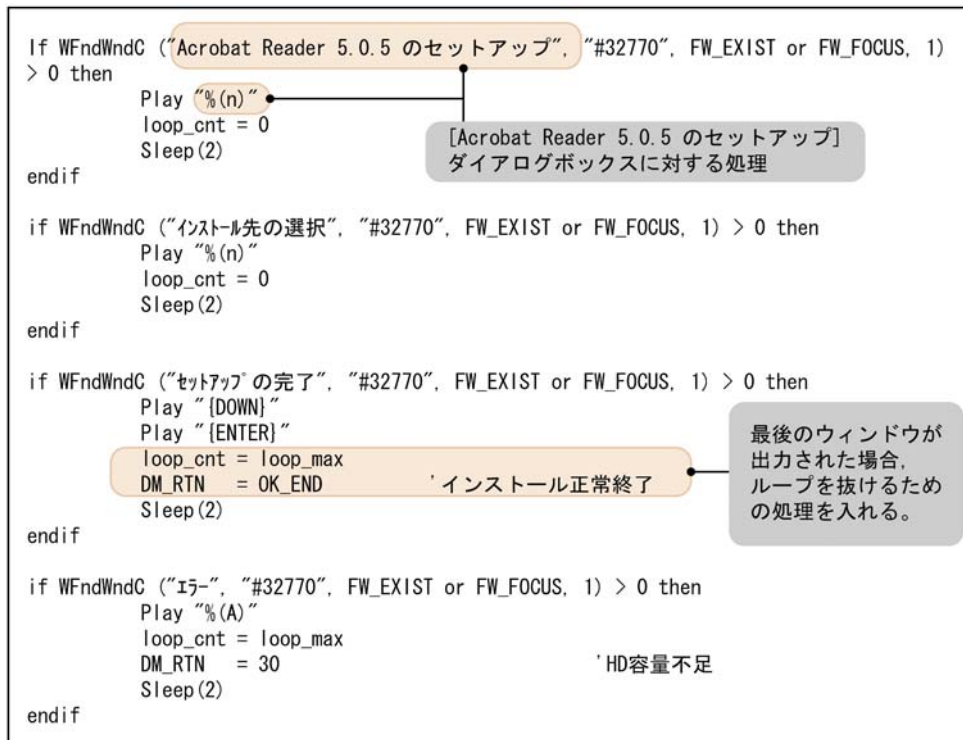 If WFndWndC ("Acrobat Reader 5.0.5 のセットアップ", "#32770", FW_EXIST or FW_FOCUS, 1)
> 0 then
Play "%(n)"
loop_cnt = 0
Sleep(2)
endif
[Acrobat Reader 5.0.5 のセットアップ]
ダイアログボックスに対する処理
if WFndWndC ("ｲﾝｽﾄｰﾙ先の選択", "#32770", FW_EXIST or FW_FOCUS, 1) > 0 then
Play "%(n)"
loop_cnt = 0
Sleep(2)
endif
if WFndWndC ("ｾｯﾄｱｯﾌﾟの完了", "#32770", FW_EXIST or FW_FOCUS, 1) > 0 then
Play "{DOWN}"
Play "{ENTER}"
loop_cnt = loop_max
DM_RTN = OK_END 'インストール正常終了
Sleep(2)
endif
最後のウィンドウが
出力された場合,
ループを抜けるため
の処理を入れる。
if WFndWndC ("ｴﾗｰ", "#32770", FW_EXIST or FW_FOCUS, 1) > 0 then
Play "%(A)"
loop_cnt = loop_max
DM_RTN = 30 'HD容量不足
Sleep(2)
endif